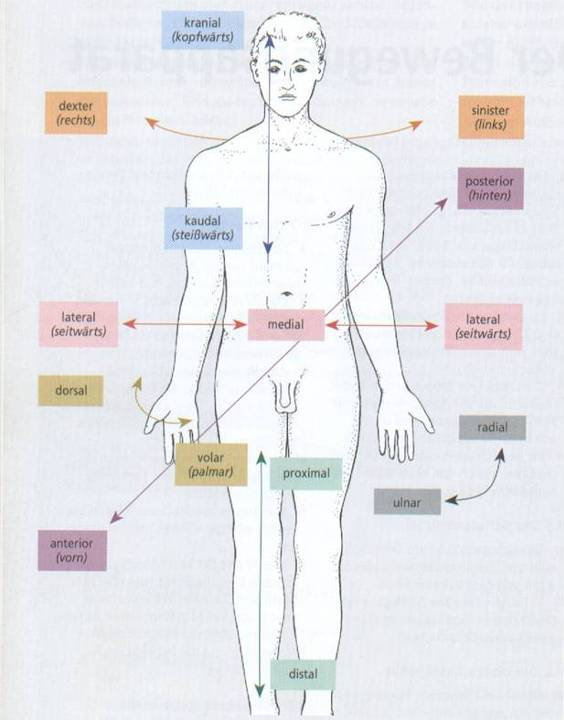 kranial
(kopfwärts)
dexter
(rechts)
sinister
(links)
posterior
(hinten)
kaudal
(steißwärts)
lateral
(seitwärts)
medial
lateral
(seitwärts)
dorsal
radial
volar
(palmar)
proximal
ulnar
anterior
(vorn)
distal